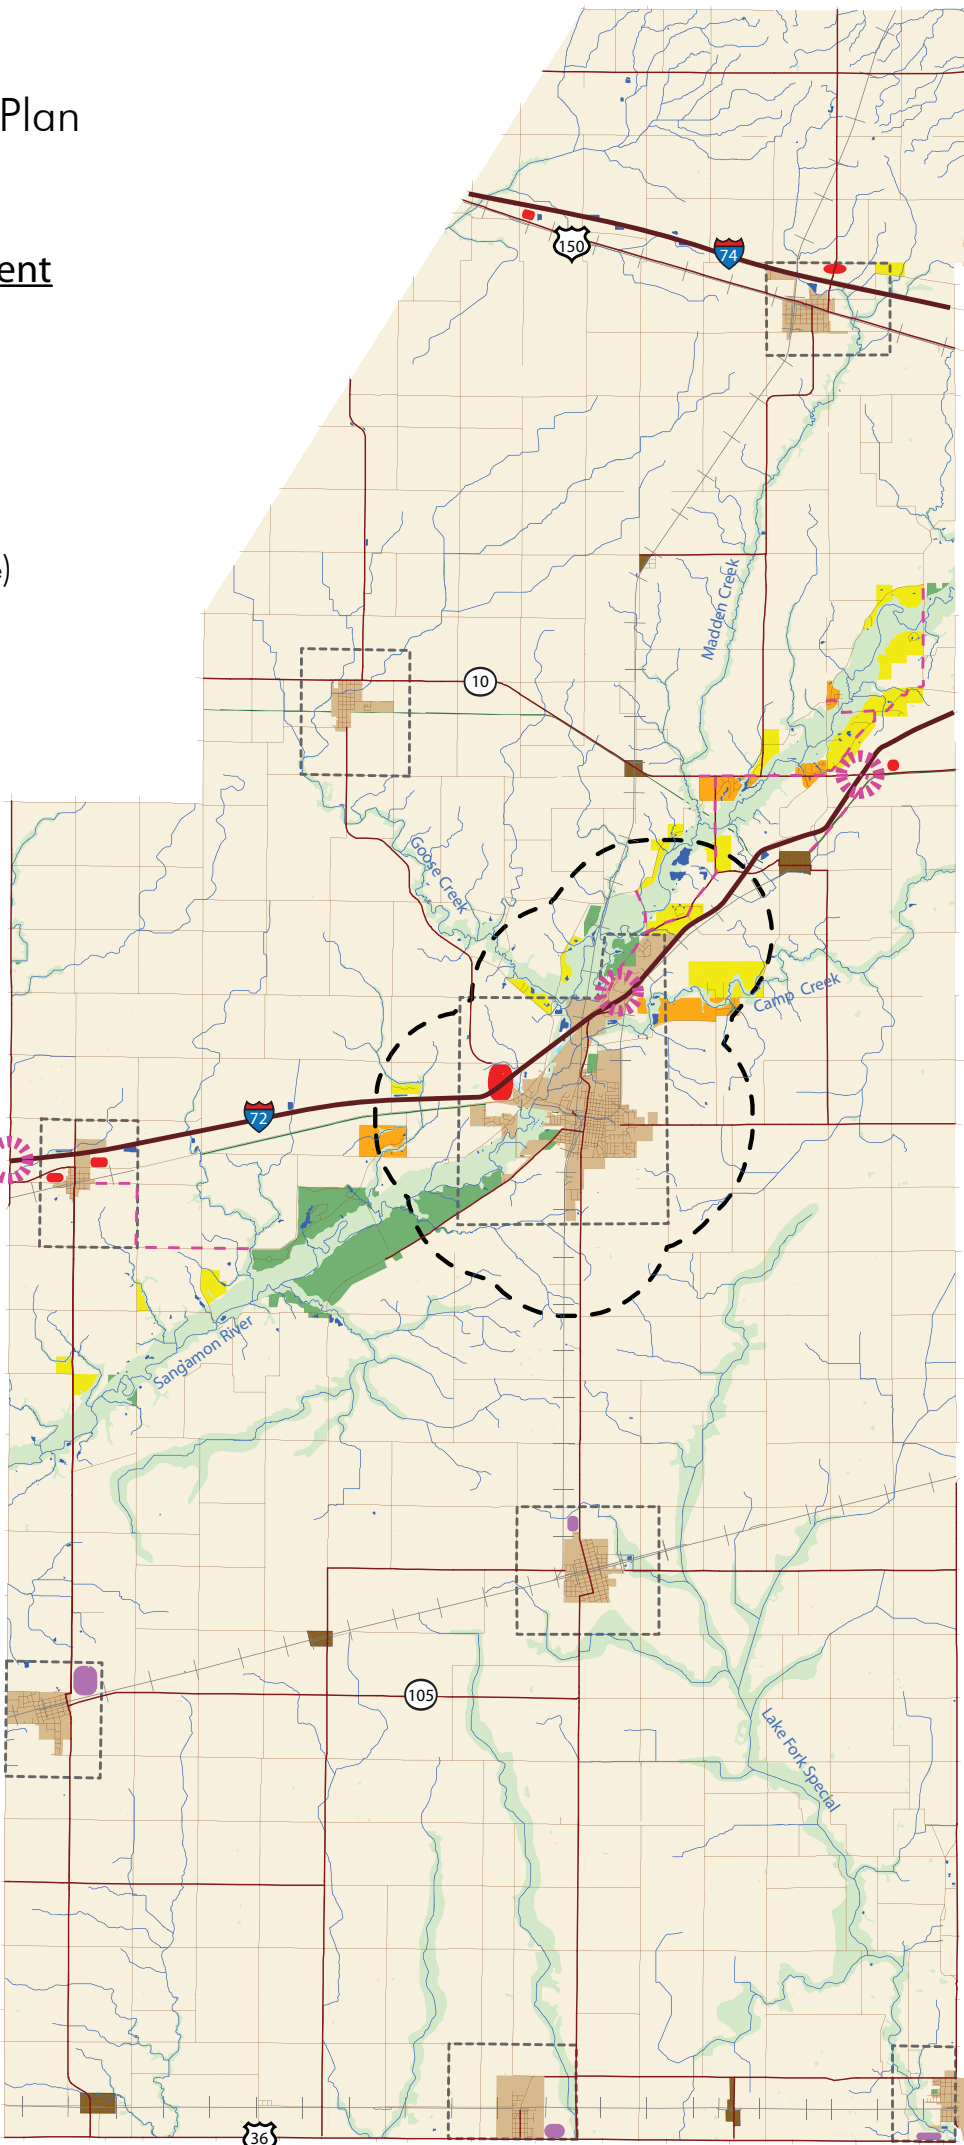 Plan
ent
)
150
74
Madden Creek
10
Goose Creek
Camp Creek
72
Sangamon River
105
Lake Fork Special
36